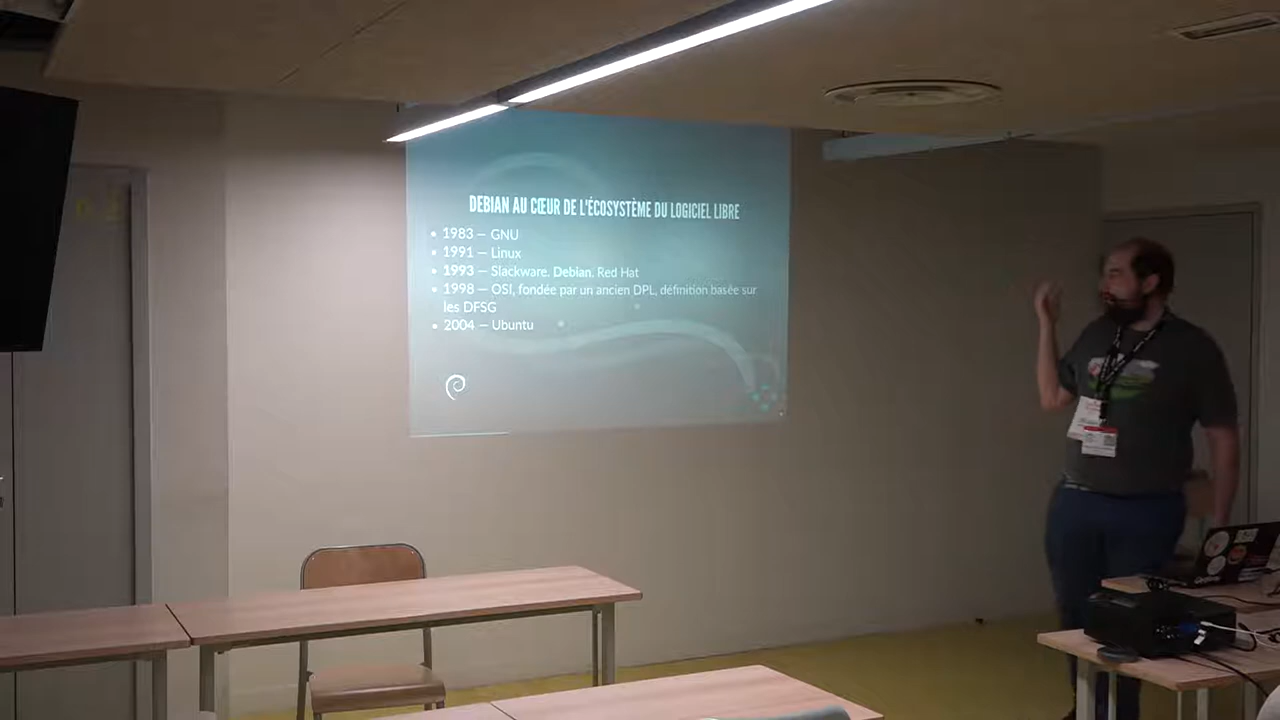 DEBIAN AU CŒUR DE L'ÉCOSYSTÈME DU LOGICIEL LIBRE
• 1983 — GNU
• 1991 — Linux
• 1993 — Slackware, Debian, Red Hat
• 1998 — OSI, fondée par un ancien DPL, définition basée sur
les DFSG
• 2004 — Ubuntu